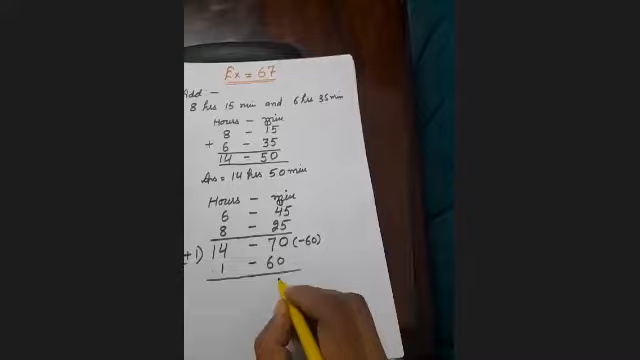 Ex = 67
Add :-
8 hrs 15 min and 6 hrs 35 min
Hours - min
8 - 15
+ 6 - 35
14 - 50
Ans = 14 hrs 50 min
Hours - min
6 - 45
8 - 25
+1) 14 - 70 (-60)
1 - 60